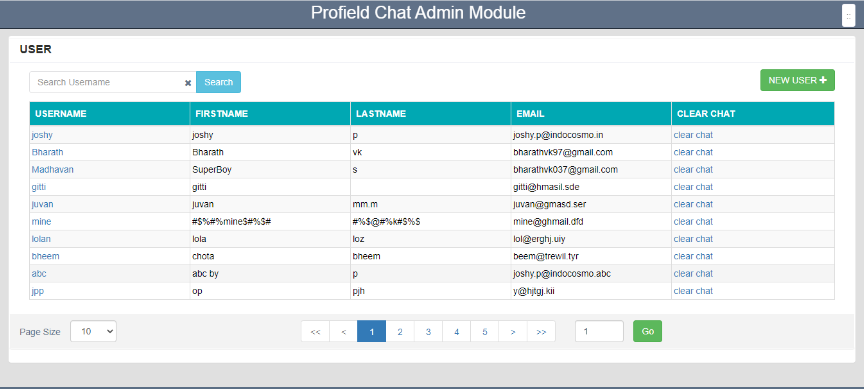 Profield Chat Admin Module
USER
Search Username Search NEW USER
USERNAME FIRSTNAME LASTNAME EMAIL CLEAR CHAT
joshy joshy p joshy.p@indocosmo.in clear chat
Bharath Bharath vk bharathvk97@gmail.com clear chat
Madhavan SuperBoy s bharathvk037@gmail.com clear chat
gitti gitti gitti@hmasil.sde clear chat
juvan juvan mm m juvan@gmasd.ser clear chat
mine #$%#%mine$#%$# #%$@#%k#$%$ mine@ghmail.dfd clear chat
lolan lola loz lol@erghj.uiy clear chat
bheem chota bheem beem@trewil.tyr clear chat
abc abc by p joshy.p@indocosmo.abc clear chat
jpp op pjh y@hjtgj.kii clear chat
Page Size 10 << < 1 2 3 4 5 > >> 1 Go